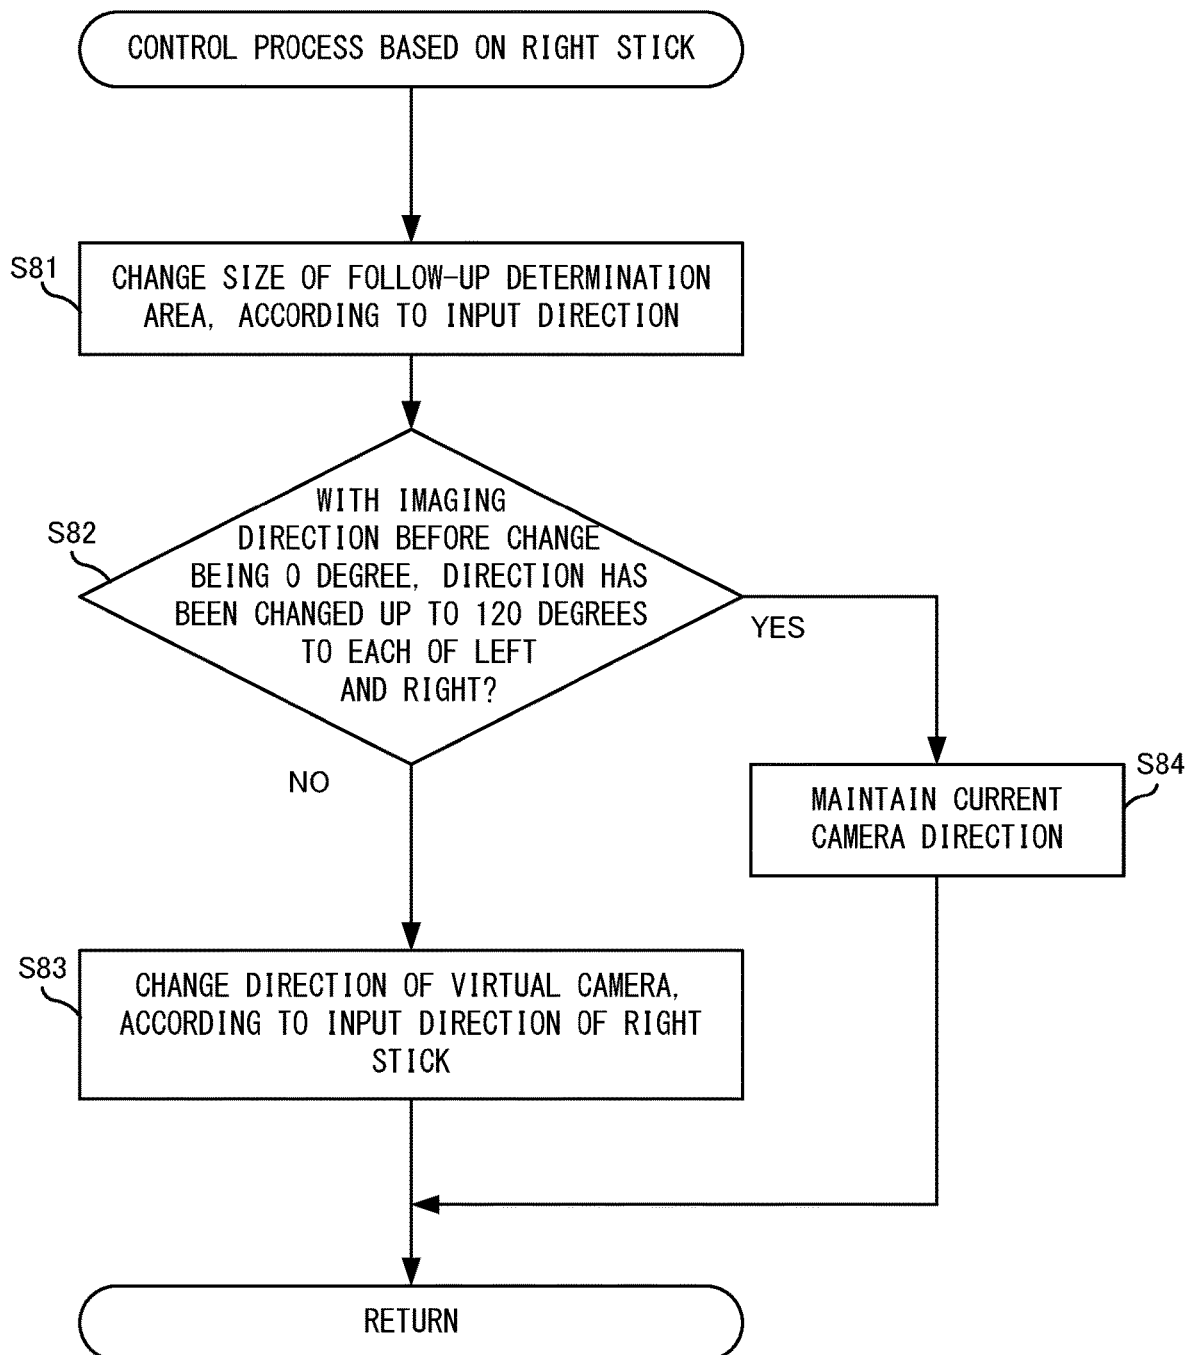 CONTROL PROCESS BASED ON RIGHT STICK
S81
CHANGE SIZE OF FOLLOW-UP DETERMINATION
AREA, ACCORDING TO INPUT DIRECTION
S82
WITH IMAGING
DIRECTION BEFORE CHANGE
BEING 0 DEGREE, DIRECTION HAS
BEEN CHANGED UP TO 120 DEGREES
TO EACH OF LEFT
AND RIGHT?
YES
NO
S84
MAINTAIN CURRENT
CAMERA DIRECTION
S83
CHANGE DIRECTION OF VIRTUAL CAMERA,
ACCORDING TO INPUT DIRECTION OF RIGHT
STICK
RETURN